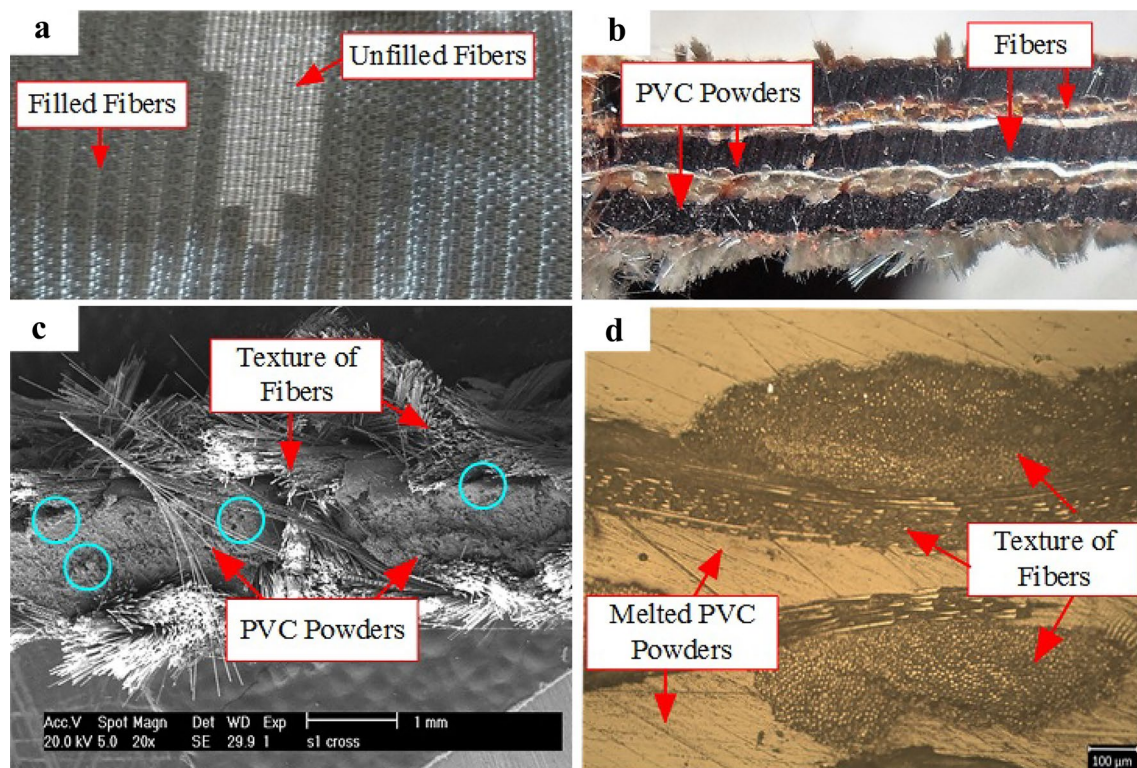 a
Unfilled Fibers
Filled Fibers
b
Fibers
PVC Powders
c
Texture of
Fibers
PVC Powders
Acc.V Spot Magn Det WD Exp
20.0 kV 5.0 20x SE 29.9 1
1 mm
s1 cross
d
Texture of
Fibers
Melted PVC
Powders
100 μm